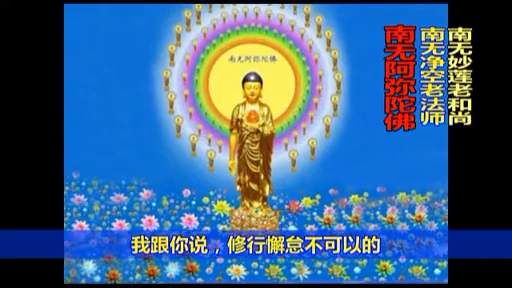 南无妙莲老和尚
南无净空老法师
南无阿弥陀佛
南无阿弥陀佛
我跟你说，修行懈怠不可以的